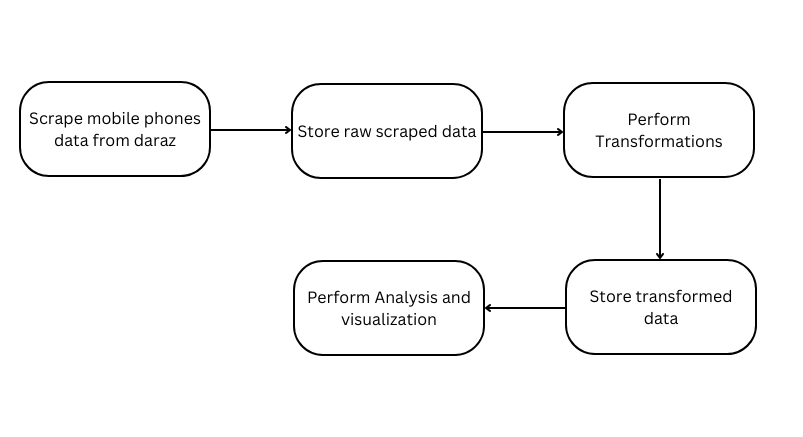 Scrape mobile phones
data from daraz
Store raw scraped data
Perform
Transformations
Store transformed
data
Perform Analysis and
visualization